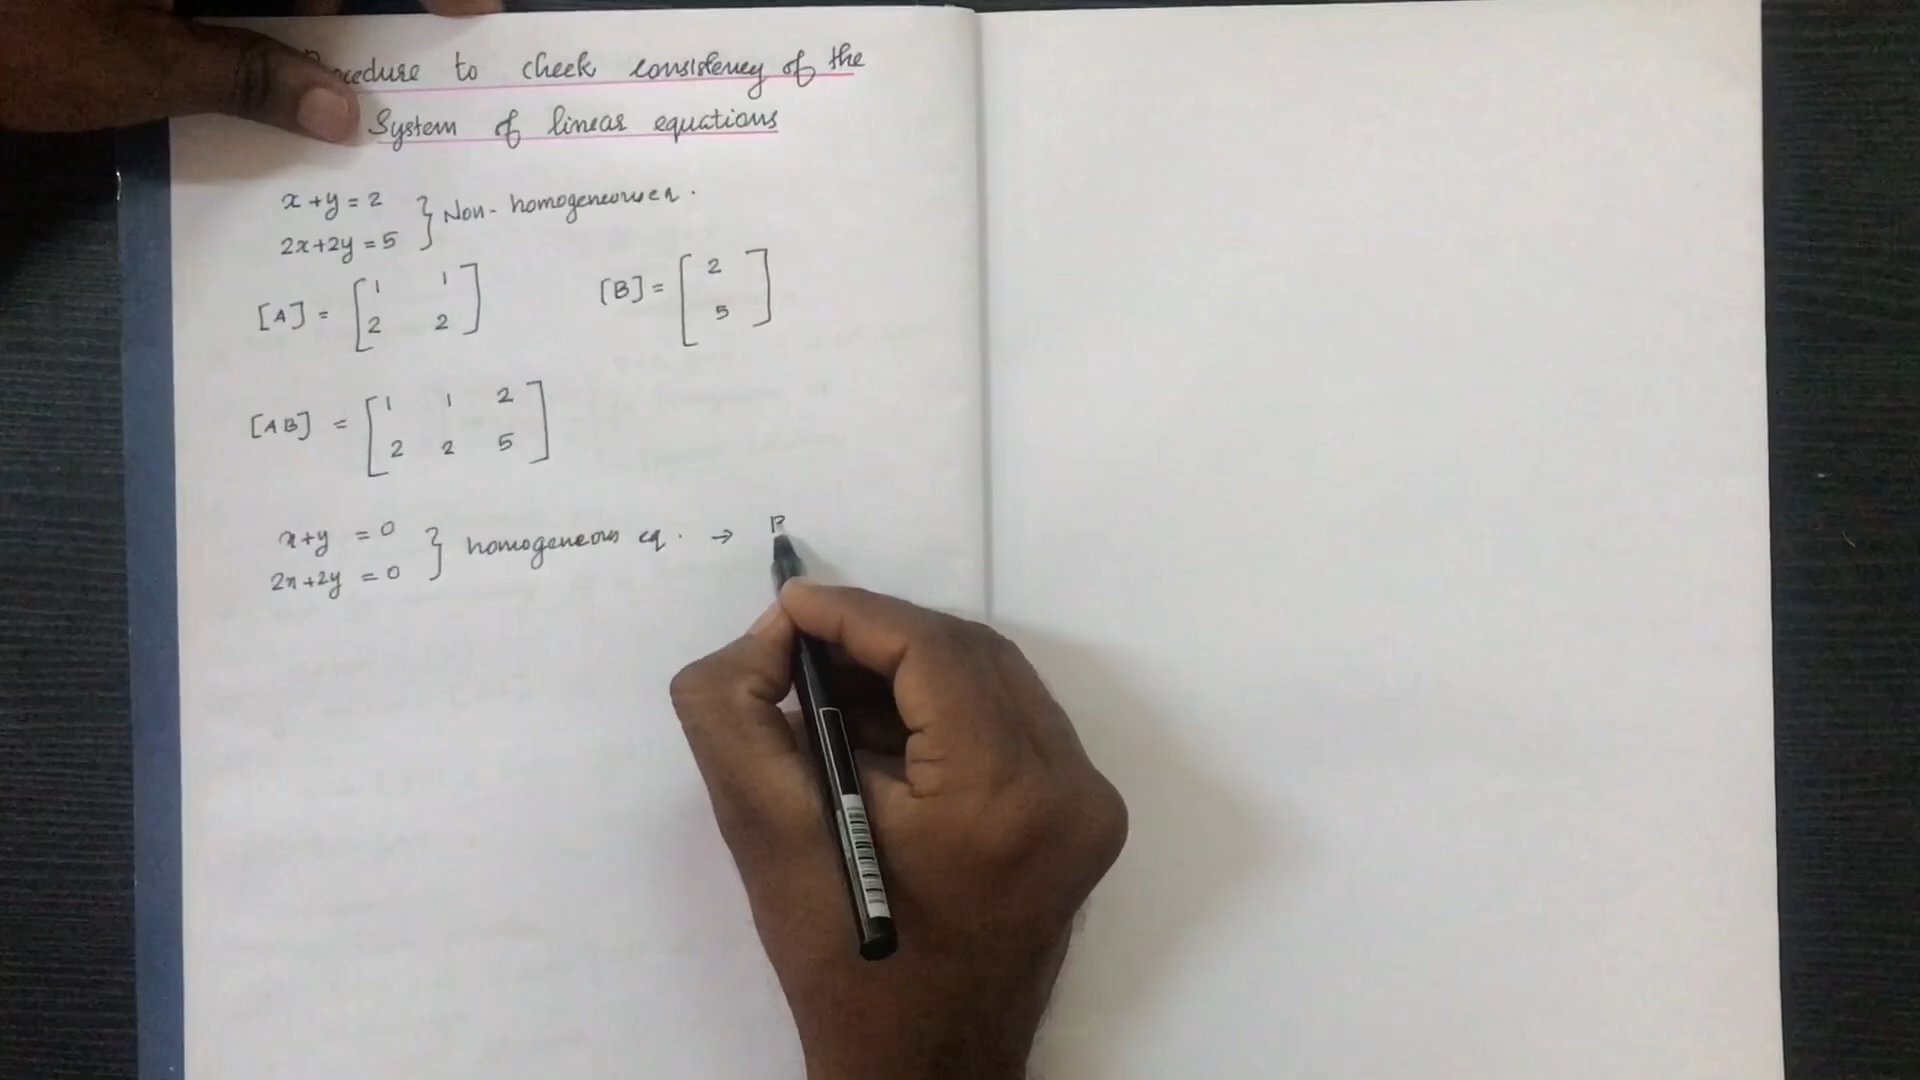 Procedure to check consistency of the
System of linear equations
x + y = 2
2x + 2y = 5 } Non-homogeneous eq.
[A] = [1 1
2 2] [B] = [2
5]
[AB] = [1 1 2
2 2 5]
x + y = 0
2x + 2y = 0 } homogeneous eq. →